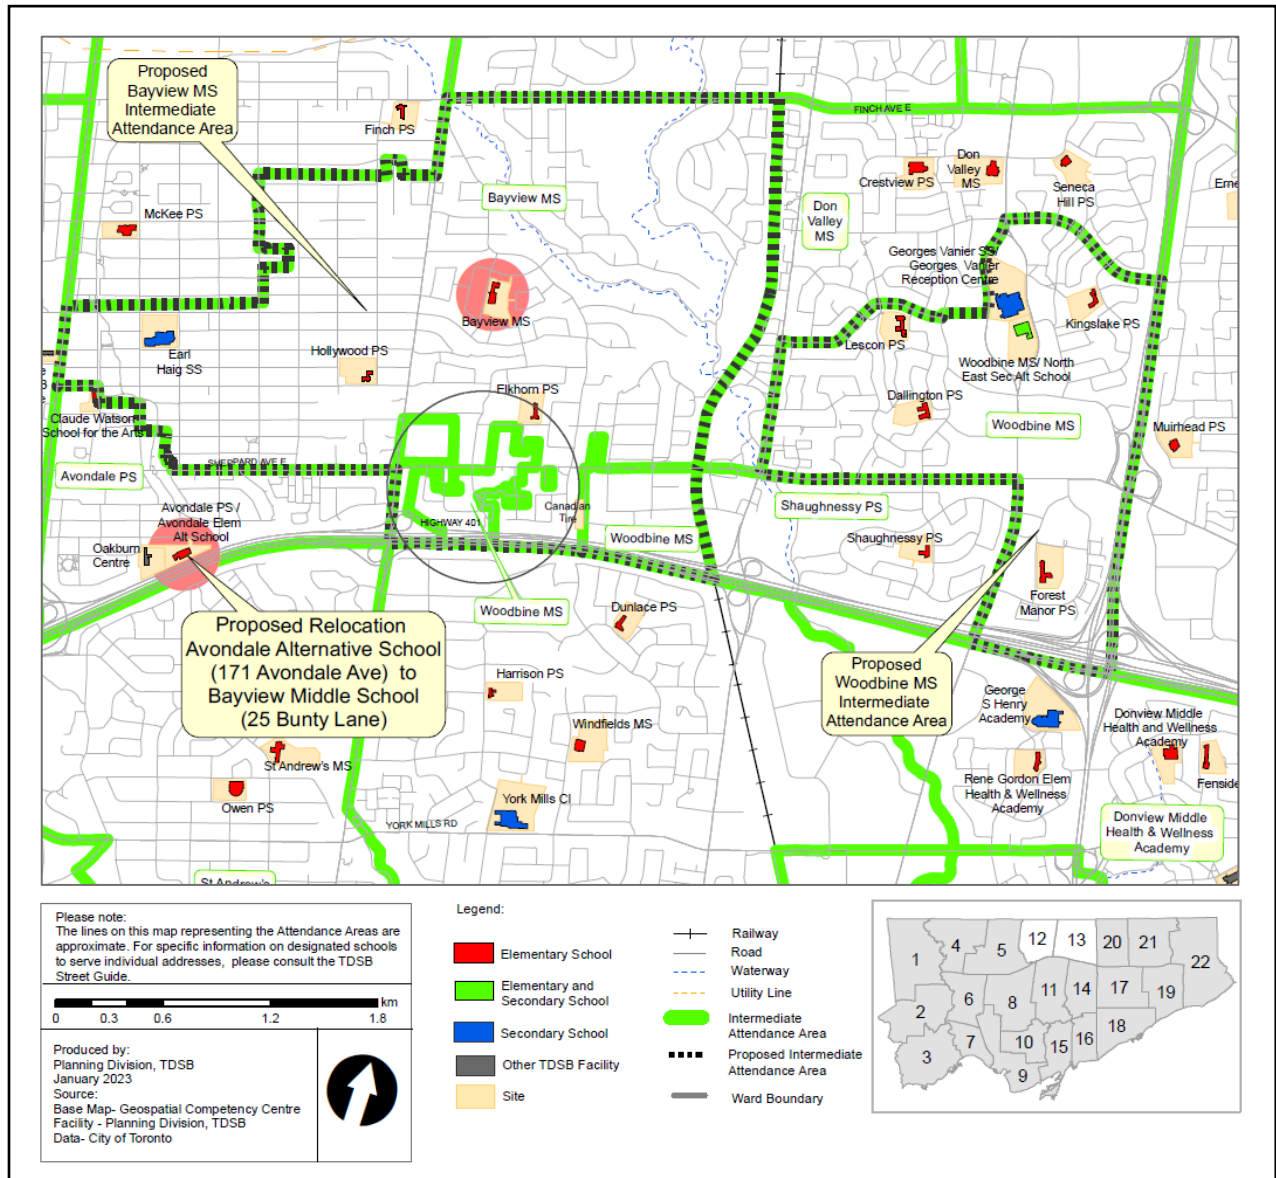 Proposed
Bayview MS
Intermediate
Attendance Area
Finch PS
FINCH AVE E
Crestview PS
Don
Valley
MS
Seneca
Hill PS
Bayview MS
Don
Valley
MS
McKee PS
Georges Vanier SS/
Georges Vanier
Reception Centre
Kingslake PS
Bayview MS
Lescon PS
Earl
Haig SS
Hollywood PS
Woodbine MS/ North
East Sec Alt School
Elkhorn PS
Dallington PS
Claude Watson
School for the Arts
Woodbine MS
Muirhead PS
SHEPPARD AVE E
Avondale PS
Avondale PS /
Avondale Elem
Alt School
Canadian
Tire
Shaughnessy PS
HIGHWAY 401
Woodbine MS
Shaughnessy PS
Oakburn
Centre
Forest
Manor PS
Woodbine MS
Dunlace PS
Proposed Relocation
Avondale Alternative School
(171 Avondale Ave) to
Bayview Middle School
(25 Bunty Lane)
Harrison PS
Proposed
Woodbine MS
Intermediate
Attendance Area
George
S Henry
Academy
Windfields MS
Donview Middle
Health and Wellness
Academy
St Andrew's MS
Rene Gordon Elem
Health & Wellness
Academy
Fenside
Owen PS
York Mills CI
YORK MILLS RD
Donview Middle
Health & Wellness
Academy
St Andrew's
Please note:
The lines on this map representing the Attendance Areas are
approximate. For specific information on designated schools
to serve individual addresses, please consult the TDSB
Street Guide.
km
0 0.3 0.6 1.2 1.8
Produced by:
Planning Division, TDSB
January 2023
Source:
Base Map- Geospatial Competency Centre
Facility - Planning Division, TDSB
Data- City of Toronto
Legend:
Elementary School
Elementary and
Secondary School
Secondary School
Other TDSB Facility
Site
Railway
Road
Waterway
Utility Line
Intermediate
Attendance Area
Proposed Intermediate
Attendance Area
Ward Boundary
1
4
5
12
13
20
21
22
2
6
8
11
14
17
19
3
7
10
15
16
18
9